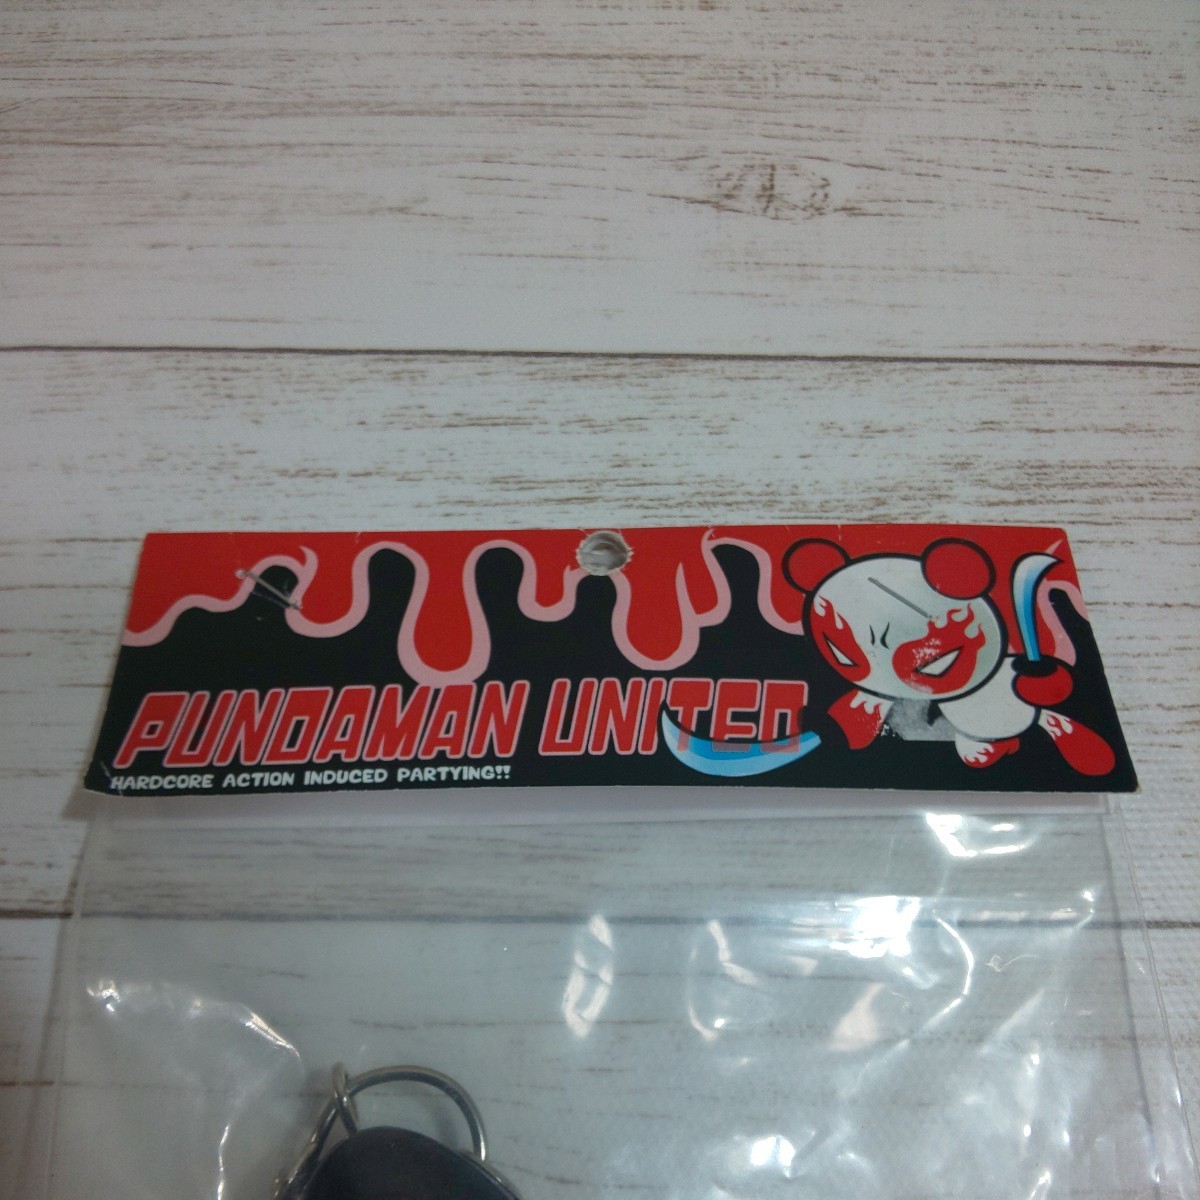 PUNDAMAN UNITED
HARDCORE ACTION INDUCED PARTYING!!